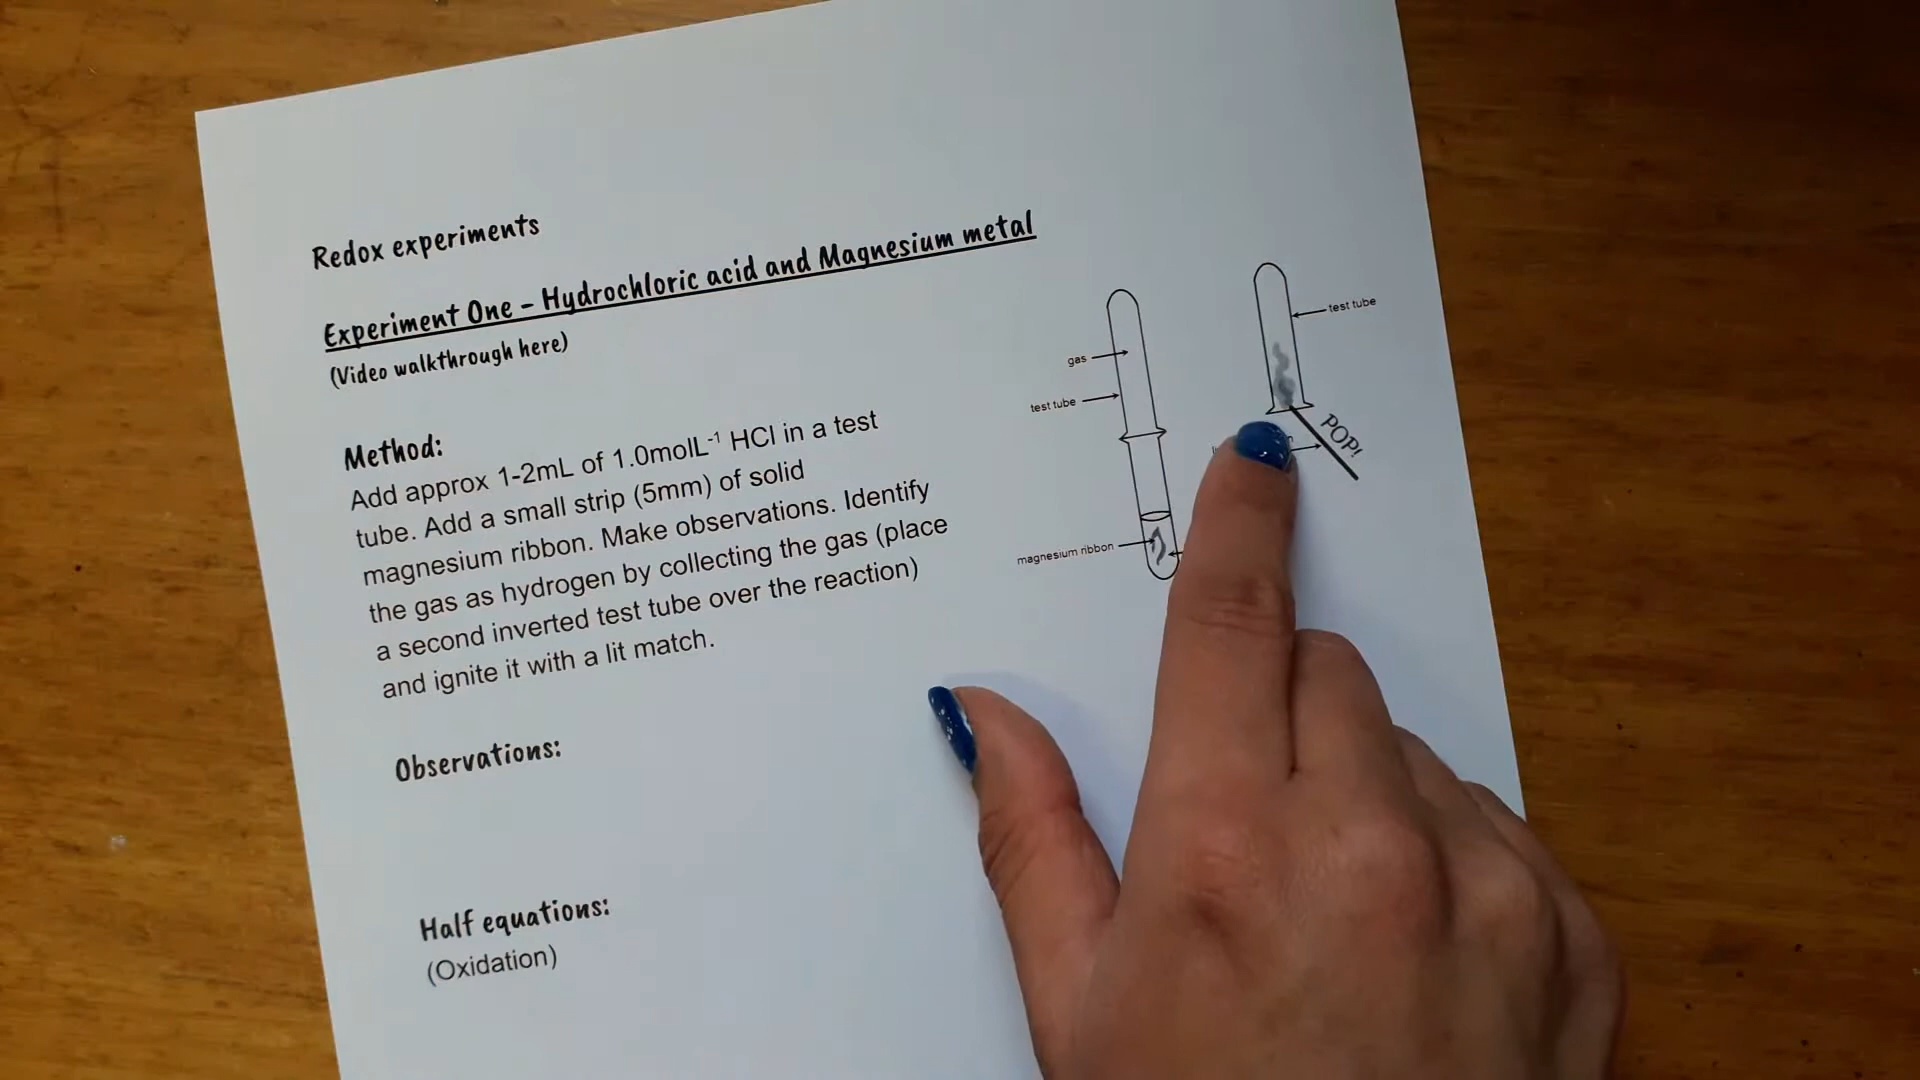 Redox experiments
Experiment One - Hydrochloric acid and Magnesium metal
(Video walkthrough here)
Method:
Add approx 1-2mL of 1.0molL⁻¹ HCl in a test
tube. Add a small strip (5mm) of solid
magnesium ribbon. Make observations. Identify
the gas as hydrogen by collecting the gas (place
a second inverted test tube over the reaction)
and ignite it with a lit match.
gas
test tube
magnesium ribbon
test tube
POP!
Observations:
Half equations:
(Oxidation)